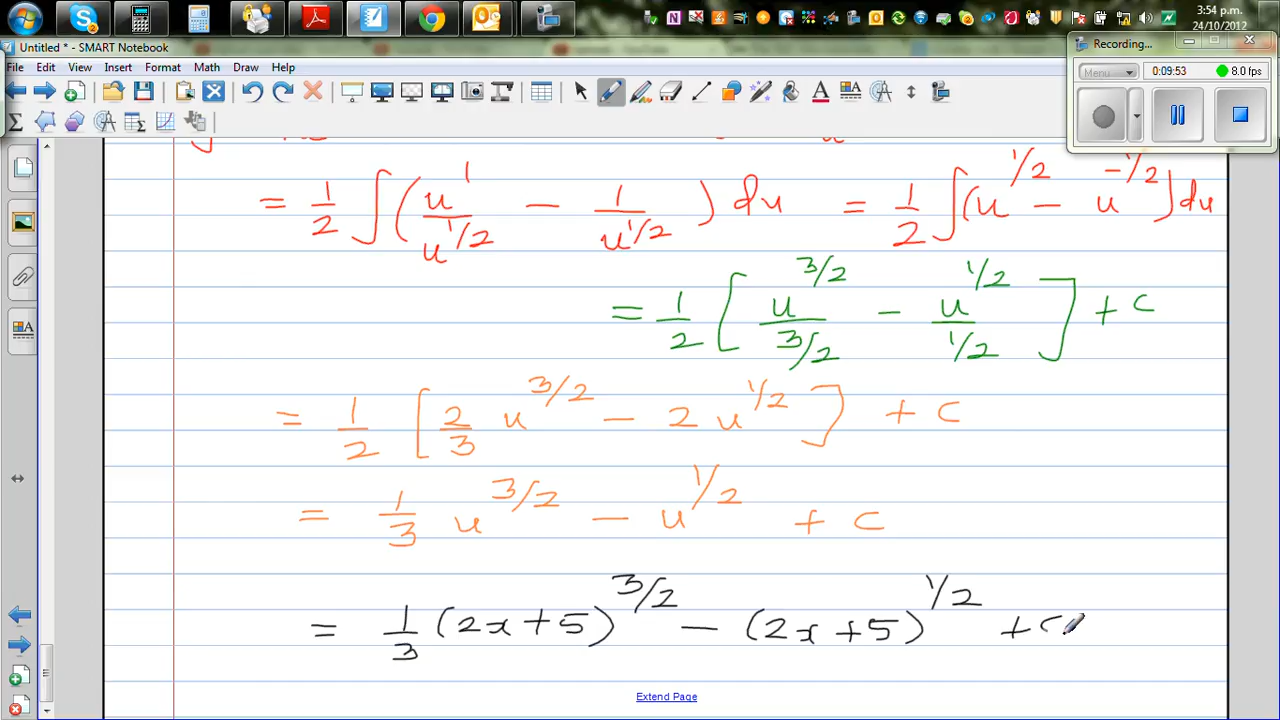 3:54 p.m.
24/10/2012
Untitled * - SMART Notebook
File Edit View Insert Format Math Draw Help
Recording...
Menu 00:09:53 8.0 fps
= 1/2 ∫(u^1/u^1/2 − 1/u^1/2) du = 1/2 ∫(u^1/2 − u^-1/2) du
= 1/2 [u^3/2/3/2 − u^1/2/1/2] + C
= 1/2 [2/3 u^3/2 − 2 u^1/2] + C
= 1/3 u^3/2 − u^1/2 + C
= 1/3 (2x+5)^3/2 − (2x+5)^1/2 + C
Extend Page